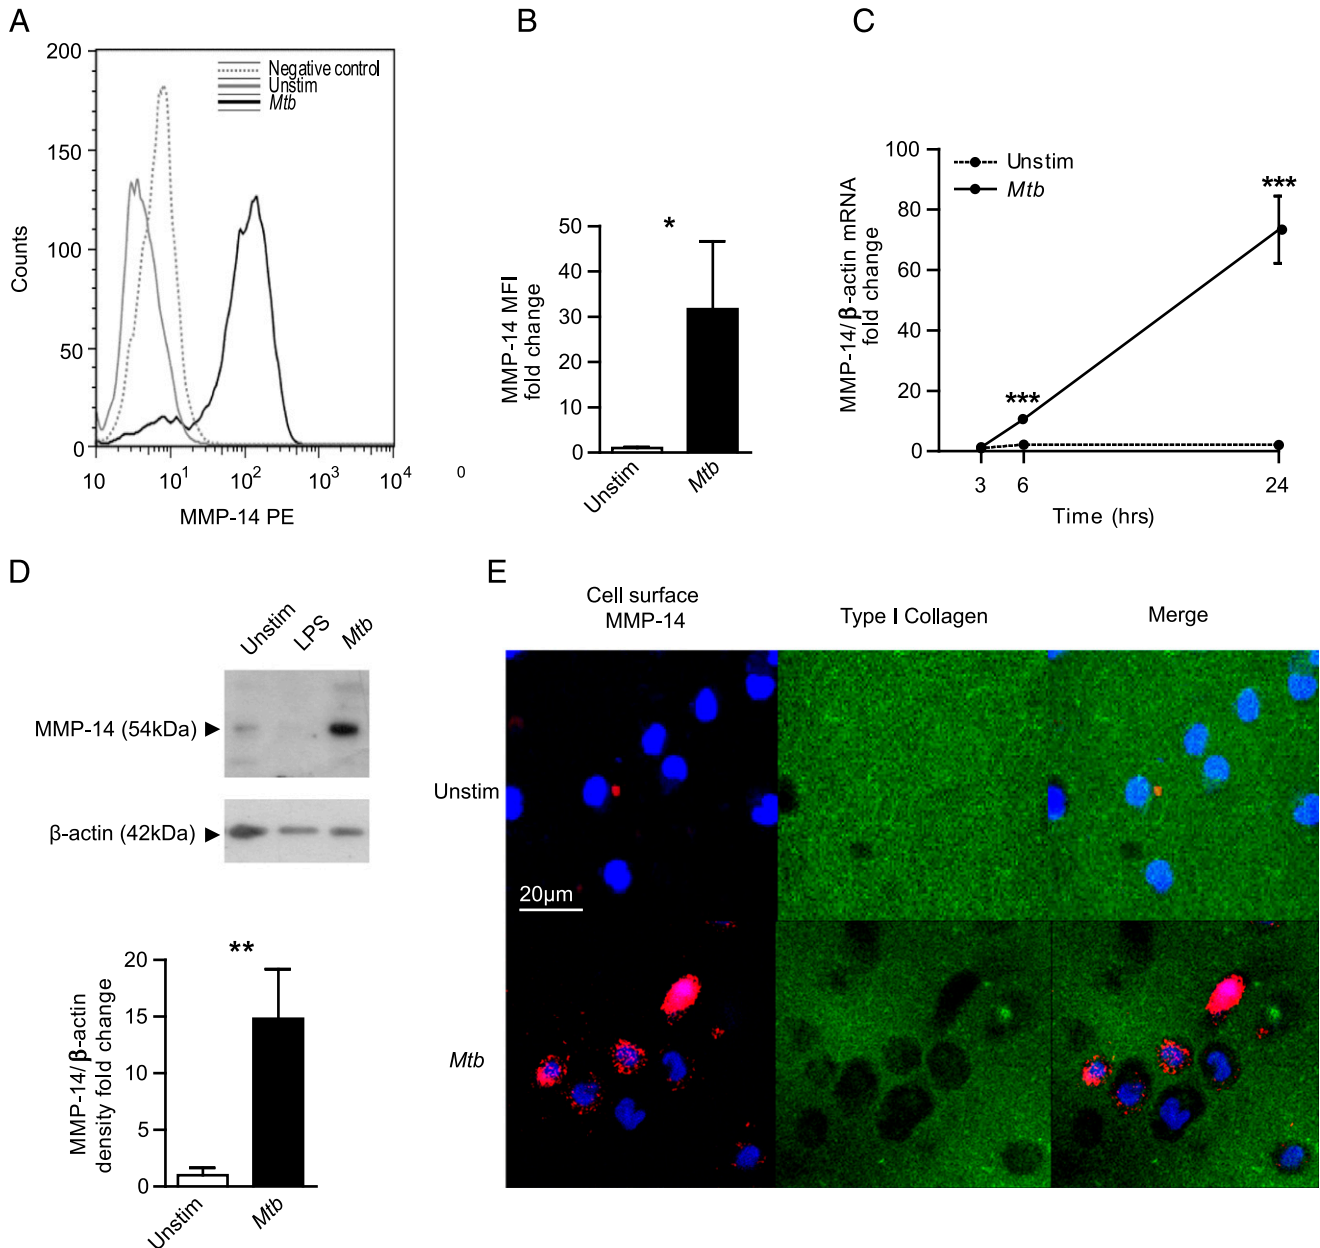 A
200
150
100
50
0
Counts
Negative control
Unstim
Mtb
10
10^1
10^2
10^3
10^4
0
MMP-14 PE
B
50
40
30
20
10
0
MMP-14 MFI
fold change
*
Unstim
Mtb
C
100
80
60
40
20
0
MMP-14/β-actin mRNA
fold change
Unstim
Mtb
***
***
3
6
24
Time (hrs)
D
Unstim
LPS
Mtb
MMP-14 (54kDa)
β-actin (42kDa)
20
15
10
5
0
MMP-14/β-actin
density fold change
**
Unstim
Mtb
E
Cell surface
MMP-14
Type I Collagen
Merge
Unstim
20μm
Mtb